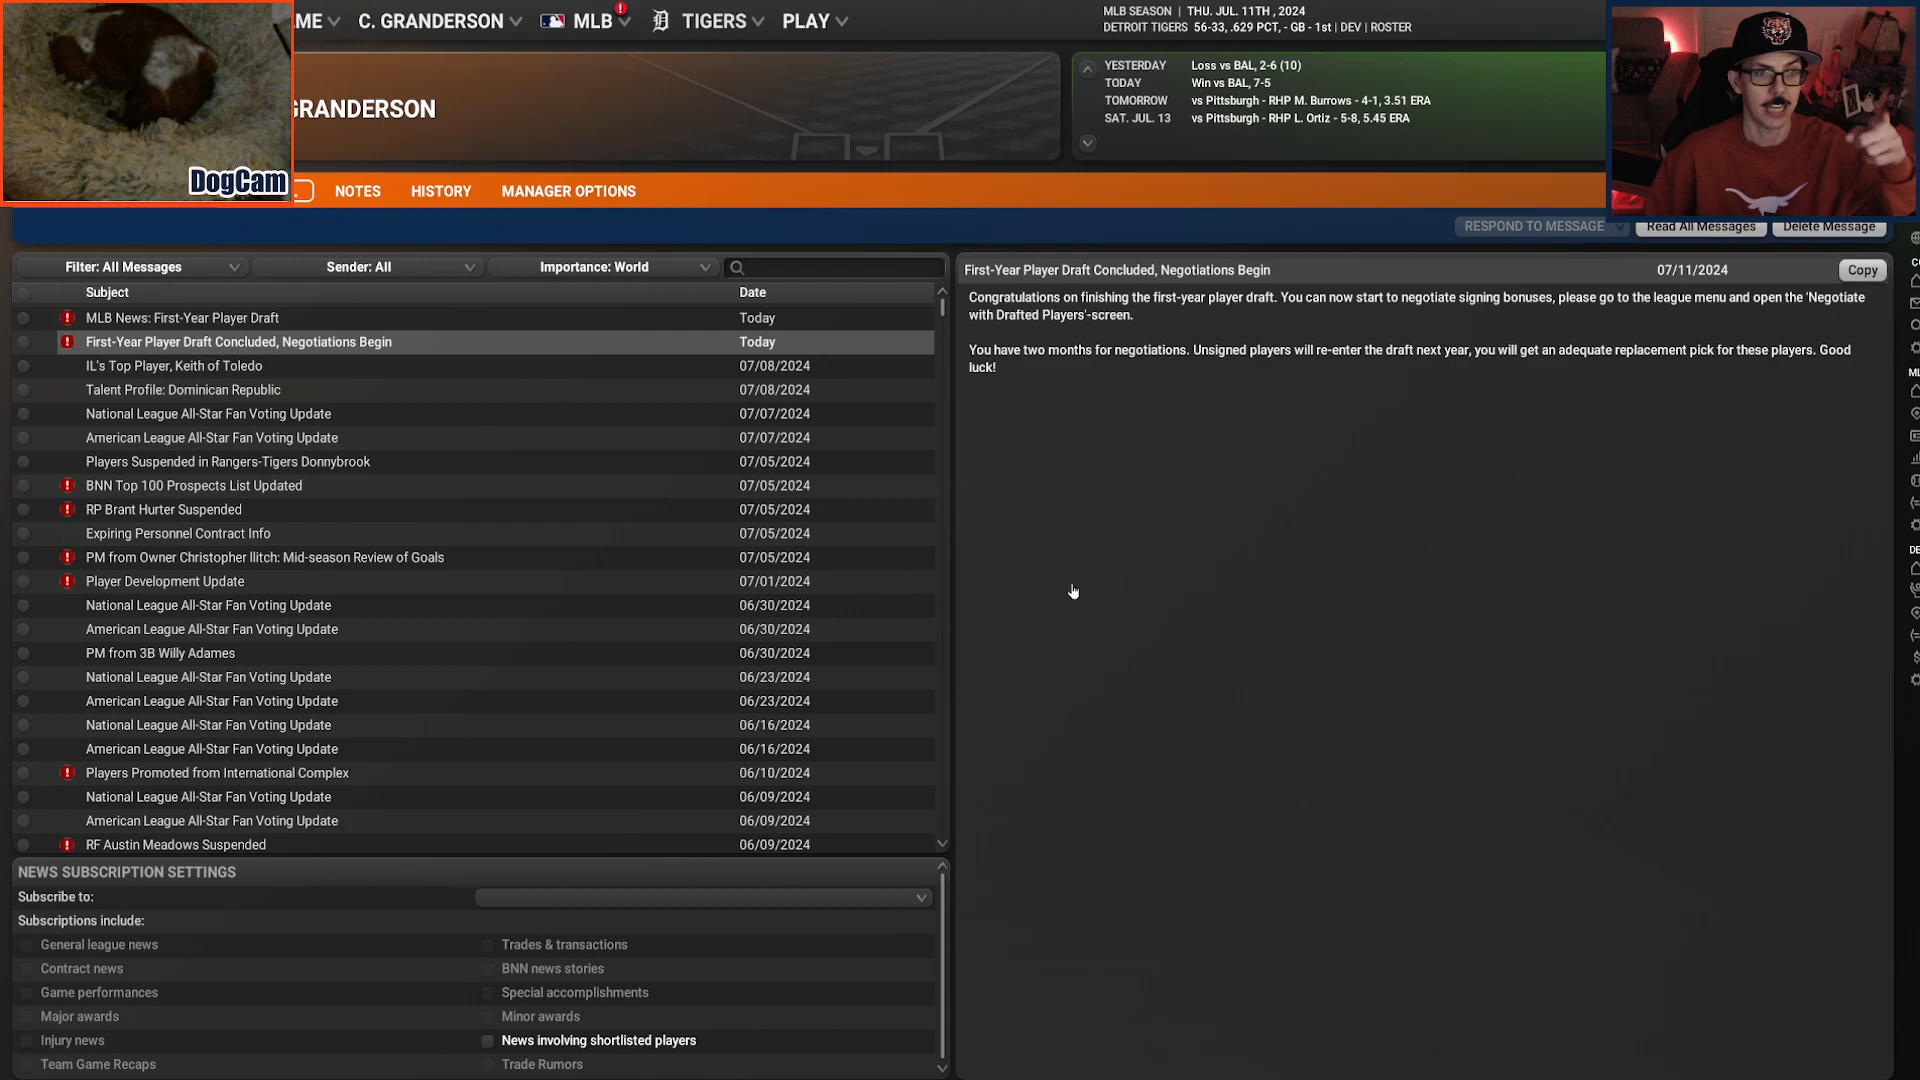 ME
C. GRANDERSON
MLB
TIGERS
PLAY
MLB SEASON | THU. JUL. 11TH , 2024
DETROIT TIGERS 56-33, .629 PCT, - GB - 1st | DEV | ROSTER
GRANDERSON
YESTERDAY Loss vs BAL, 2-6 (10)
TODAY Win vs BAL, 7-5
TOMORROW vs Pittsburgh - RHP M. Burrows - 4-1, 3.51 ERA
SAT. JUL. 13 vs Pittsburgh - RHP L. Ortiz - 5-8, 5.45 ERA
DogCam
NOTES
HISTORY
MANAGER OPTIONS
RESPOND TO MESSAGE
Read All Messages
Delete Message
Filter: All Messages
Sender: All
Importance: World
Subject Date
MLB News: First-Year Player Draft Today
First-Year Player Draft Concluded, Negotiations Begin Today
IL's Top Player, Keith of Toledo 07/08/2024
Talent Profile: Dominican Republic 07/08/2024
National League All-Star Fan Voting Update 07/07/2024
American League All-Star Fan Voting Update 07/07/2024
Players Suspended in Rangers-Tigers Donnybrook 07/05/2024
BNN Top 100 Prospects List Updated 07/05/2024
RP Brant Hurter Suspended 07/05/2024
Expiring Personnel Contract Info 07/05/2024
PM from Owner Christopher Ilitch: Mid-season Review of Goals 07/05/2024
Player Development Update 07/01/2024
National League All-Star Fan Voting Update 06/30/2024
American League All-Star Fan Voting Update 06/30/2024
PM from 3B Willy Adames 06/30/2024
National League All-Star Fan Voting Update 06/23/2024
American League All-Star Fan Voting Update 06/23/2024
National League All-Star Fan Voting Update 06/16/2024
American League All-Star Fan Voting Update 06/16/2024
Players Promoted from International Complex 06/10/2024
National League All-Star Fan Voting Update 06/09/2024
American League All-Star Fan Voting Update 06/09/2024
RF Austin Meadows Suspended 06/09/2024
First-Year Player Draft Concluded, Negotiations Begin 07/11/2024 Copy
Congratulations on finishing the first-year player draft. You can now start to negotiate signing bonuses, please go to the league menu and open the 'Negotiate
with Drafted Players'-screen.
You have two months for negotiations. Unsigned players will re-enter the draft next year, you will get an adequate replacement pick for these players. Good
luck!
NEWS SUBSCRIPTION SETTINGS
Subscribe to:
Subscriptions include:
General league news Trades & transactions
Contract news BNN news stories
Game performances Special accomplishments
Major awards Minor awards
Injury news News involving shortlisted players
Team Game Recaps Trade Rumors